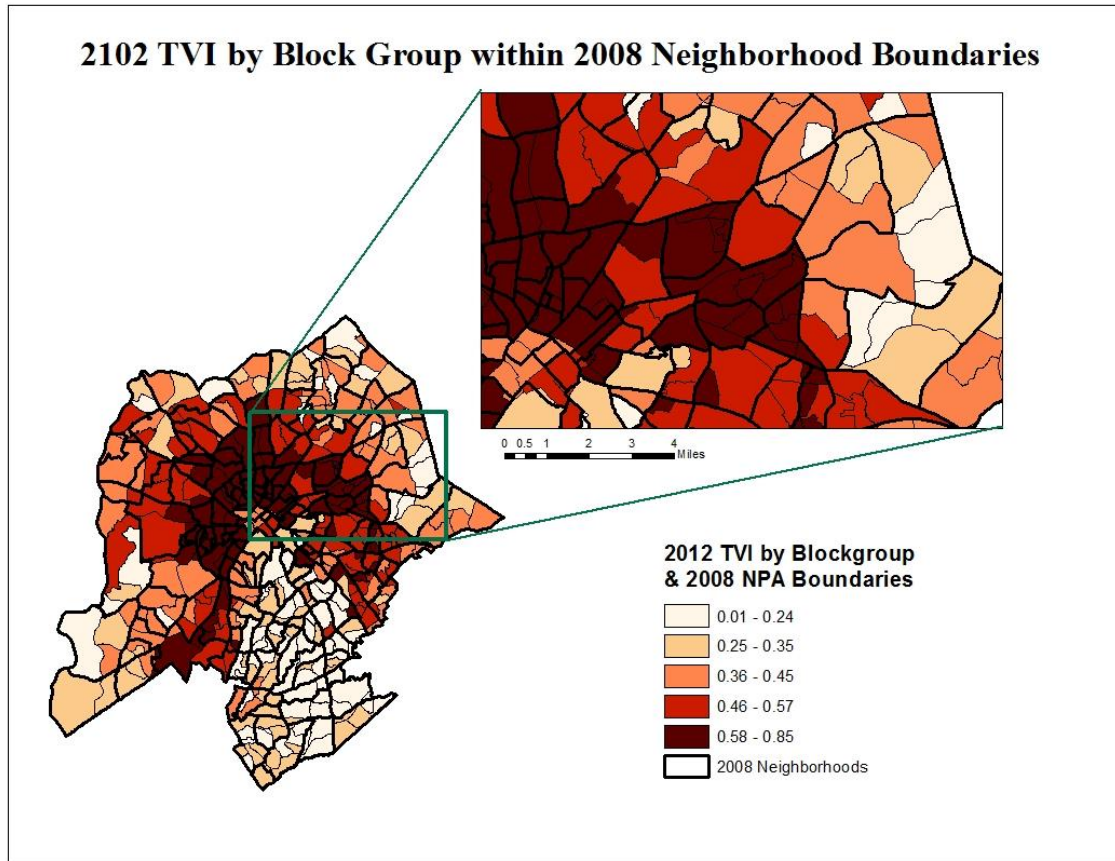 2102 TVI by Block Group within 2008 Neighborhood Boundaries
0 0.5 1 2 3 4
Miles
2012 TVI by Blockgroup
& 2008 NPA Boundaries
0.01 - 0.24
0.25 - 0.35
0.36 - 0.45
0.46 - 0.57
0.58 - 0.85
2008 Neighborhoods